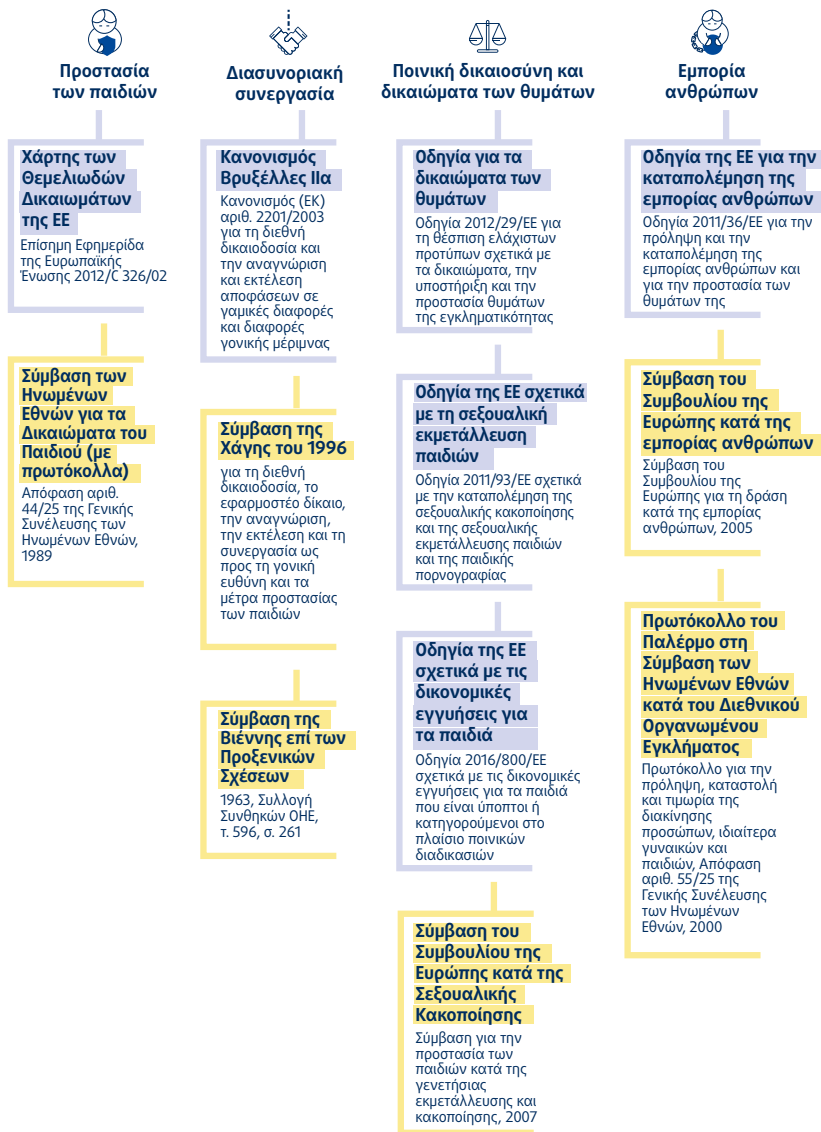 Προστασία
των παιδιών
Χάρτης των
Θεμελιωδών
Δικαιωμάτων
της ΕΕ
Επίσημη Εφημερίδα
της Ευρωπαϊκής
Ένωσης 2012/C 326/02
Σύμβαση των
Ηνωμένων
Εθνών για τα
Δικαιώματα του
Παιδιού (με
πρωτόκολλα)
Απόφαση αριθ.
44/25 της Γενικής
Συνέλευσης των
Ηνωμένων Εθνών,
1989
Διασυνοριακή
συνεργασία
Κανονισμός
Βρυξέλλες IIα
Κανονισμός (ΕΚ)
αριθ. 2201/2003
για τη διεθνή
δικαιοδοσία και
την αναγνώριση
και εκτέλεση
αποφάσεων σε
γαμικές διαφορές
και διαφορές
γονικής μέριμνας
Σύμβαση της
Χάγης του 1996
για τη διεθνή
δικαιοδοσία, το
εφαρμοστέο δίκαιο,
την αναγνώριση,
την εκτέλεση και τη
συνεργασία ως
προς τη γονική
ευθύνη και τα
μέτρα προστασίας
των παιδιών
Σύμβαση της
Βιέννης επί των
Προξενικών
Σχέσεων
1963, Συλλογή
Συνθηκών ΟΗΕ,
τ. 596, σ. 261
Ποινική δικαιοσύνη και
δικαιώματα των θυμάτων
Οδηγία για τα
δικαιώματα των
θυμάτων
Οδηγία 2012/29/ΕΕ για
τη θέσπιση ελάχιστων
προτύπων σχετικά με
τα δικαιώματα, την
υποστήριξη και την
προστασία θυμάτων
της εγκληματικότητας
Οδηγία της ΕΕ σχετικά
με τη σεξουαλική
εκμετάλλευση
παιδιών
Οδηγία 2011/93/ΕΕ σχετικά
με την καταπολέμηση της
σεξουαλικής κακοποίησης
και της σεξουαλικής
εκμετάλλευσης παιδιών
και της παιδικής
πορνογραφίας
Οδηγία της ΕΕ
σχετικά με τις
δικονομικές
εγγυήσεις για
τα παιδιά
Οδηγία 2016/800/ΕΕ
σχετικά με τις δικονομικές
εγγυήσεις για τα παιδιά
που είναι ύποπτοι ή
κατηγορούμενοι στο
πλαίσιο ποινικών
διαδικασιών
Σύμβαση του
Συμβουλίου της
Ευρώπης κατά της
Σεξουαλικής
Κακοποίησης
Σύμβαση για την
προστασία των
παιδιών κατά της
γενετήσιας
εκμετάλλευσης και
κακοποίησης, 2007
Εμπορία
ανθρώπων
Οδηγία της ΕΕ για την
καταπολέμηση της
εμπορίας ανθρώπων
Οδηγία 2011/36/ΕΕ για την
πρόληψη και την
καταπολέμηση της
εμπορίας ανθρώπων και
για την προστασία των
θυμάτων της
Σύμβαση του
Συμβουλίου της
Ευρώπης κατά της
εμπορίας ανθρώπων
Σύμβαση του
Συμβουλίου της
Ευρώπης για τη δράση
κατά της εμπορίας
ανθρώπων, 2005
Πρωτόκολλο του
Παλέρμο στη
Σύμβαση των
Ηνωμένων Εθνών
κατά του Διεθνικού
Οργανωμένου
Εγκλήματος
Πρωτόκολλο για την
πρόληψη, καταστολή
και τιμωρία της
διακίνησης
προσώπων, ιδιαίτερα
γυναικών και
παιδιών, Απόφαση
αριθ. 55/25 της
Γενικής Συνέλευσης
των Ηνωμένων
Εθνών, 2000